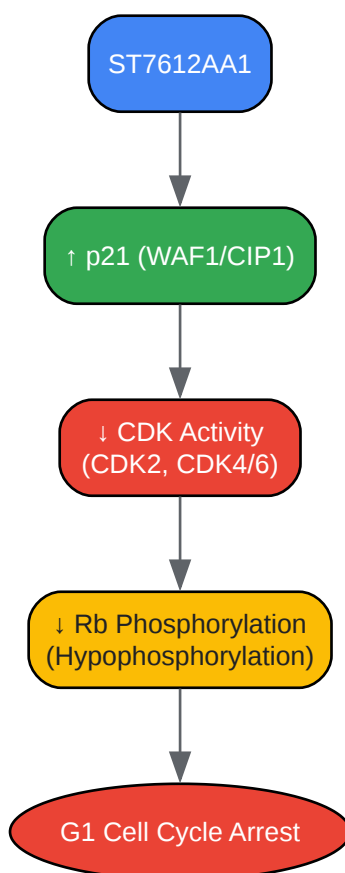 ST7612AA1
↑ p21 (WAF1/CIP1)
↓ CDK Activity
(CDK2, CDK4/6)
↓ Rb Phosphorylation
(Hypophosphorylation)
G1 Cell Cycle Arrest